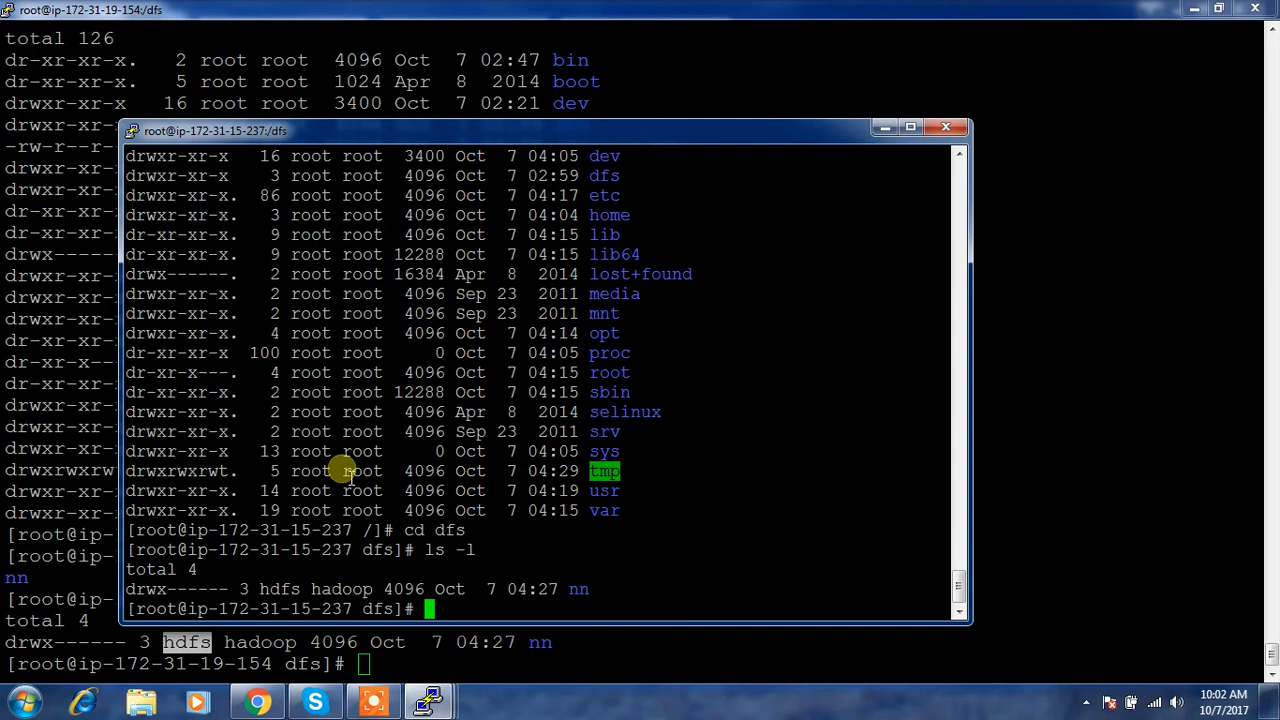 root@ip-172-31-19-154:/dfs
total 126
dr-xr-xr-x.   2 root root  4096 Oct  7 02:47 bin
dr-xr-xr-x.   5 root root  1024 Apr  8  2014 boot
drwxr-xr-x   16 root root  3400 Oct  7 02:21 dev
drwxr-xr-x
-rw-r--r--
drwxr-xr-x
drwxr-xr-x
dr-xr-xr-x
dr-xr-xr-x
drwx------
drwxr-xr-x
drwxr-xr-x
drwxr-xr-x
dr-xr-xr-x
dr-xr-x---
dr-xr-xr-x
drwxr-xr-x
drwxr-xr-x
drwxr-xr-x
drwxrwxrwt
drwxr-xr-x
drwxr-xr-x
[root@ip-
[root@ip-
nn
[root@ip-
total 4
drwx------ 3 hdfs hadoop 4096 Oct  7 04:27 nn
[root@ip-172-31-19-154 dfs]#
root@ip-172-31-15-237:/dfs
drwxr-xr-x   16 root root  3400 Oct  7 04:05 dev
drwxr-xr-x    3 root root  4096 Oct  7 02:59 dfs
drwxr-xr-x.  86 root root  4096 Oct  7 04:17 etc
drwxr-xr-x.   3 root root  4096 Oct  7 04:04 home
dr-xr-xr-x.   9 root root  4096 Oct  7 04:15 lib
dr-xr-xr-x.   9 root root 12288 Oct  7 04:15 lib64
drwx------.   2 root root 16384 Apr  8  2014 lost+found
drwxr-xr-x.   2 root root  4096 Sep 23  2011 media
drwxr-xr-x.   2 root root  4096 Sep 23  2011 mnt
drwxr-xr-x.   4 root root  4096 Oct  7 04:14 opt
dr-xr-xr-x  100 root root     0 Oct  7 04:05 proc
dr-xr-x---.   4 root root  4096 Oct  7 04:15 root
dr-xr-xr-x.   2 root root 12288 Oct  7 04:15 sbin
drwxr-xr-x.   2 root root  4096 Apr  8  2014 selinux
drwxr-xr-x.   2 root root  4096 Sep 23  2011 srv
drwxr-xr-x   13 root root     0 Oct  7 04:05 sys
drwxrwxrwt.   5 root root  4096 Oct  7 04:29 tmp
drwxr-xr-x.  14 root root  4096 Oct  7 04:19 usr
drwxr-xr-x.  19 root root  4096 Oct  7 04:15 var
[root@ip-172-31-15-237 /]# cd dfs
[root@ip-172-31-15-237 dfs]# ls -l
total 4
drwx------ 3 hdfs hadoop 4096 Oct  7 04:27 nn
[root@ip-172-31-15-237 dfs]#
10:02 AM
10/7/2017